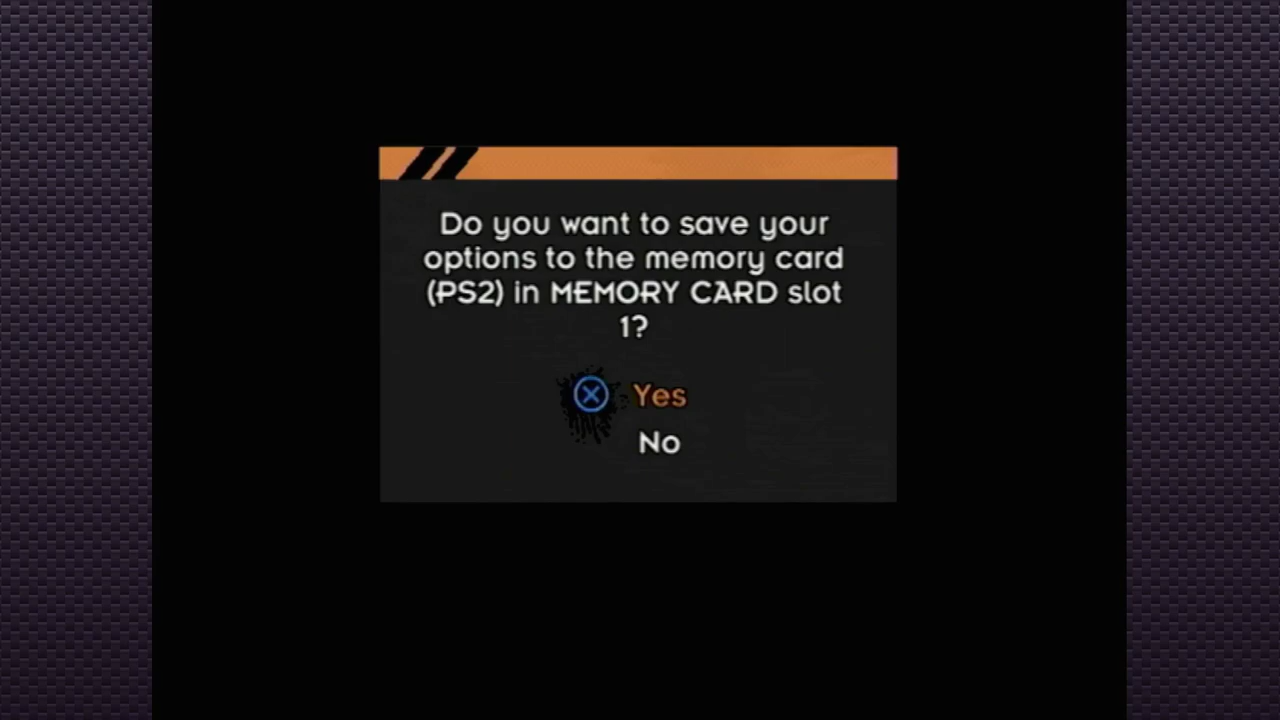 Do you want to save your
options to the memory card
(PS2) in MEMORY CARD slot
1?
Yes
No